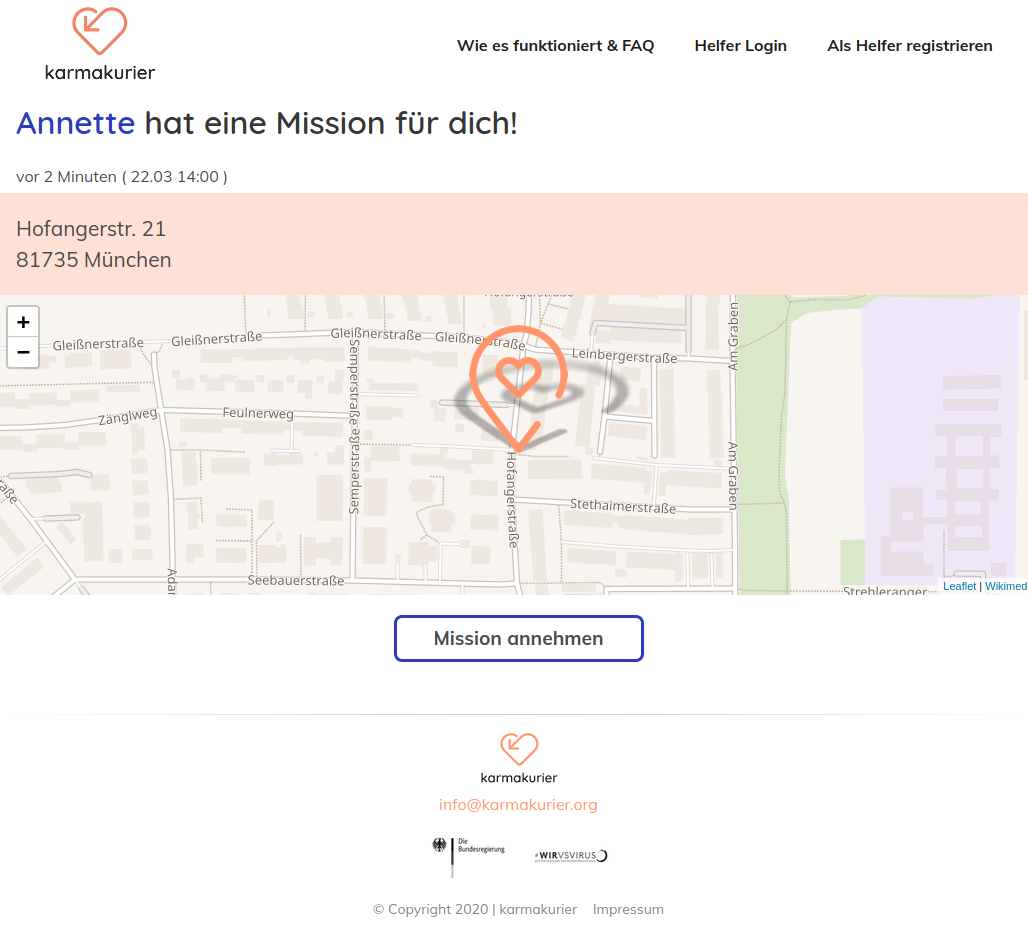 karmakurier
Wie es funktioniert & FAQ
Helfer Login
Als Helfer registrieren
Annette hat eine Mission für dich!
vor 2 Minuten ( 22.03 14:00 )
Hofangerstr. 21
81735 München
+
−
Hofangerstraße
Gleißnerstraße
Gleißnerstraße
Gleißnerstraße
Gleißnerstraße
Leinbergerstraße
Am Graben
Semperstraße
Zänglweg
Feulnerweg
Semperstraße
Am Graben
Hofangerstraße
Stethaimerstraße
Seebauerstraße
Strehleranger
Leaflet | Wikimed
Mission annehmen
karmakurier
info@karmakurier.org
Die
Bundesregierung
#WIRVSVIRUS
© Copyright 2020 | karmakurier
Impressum